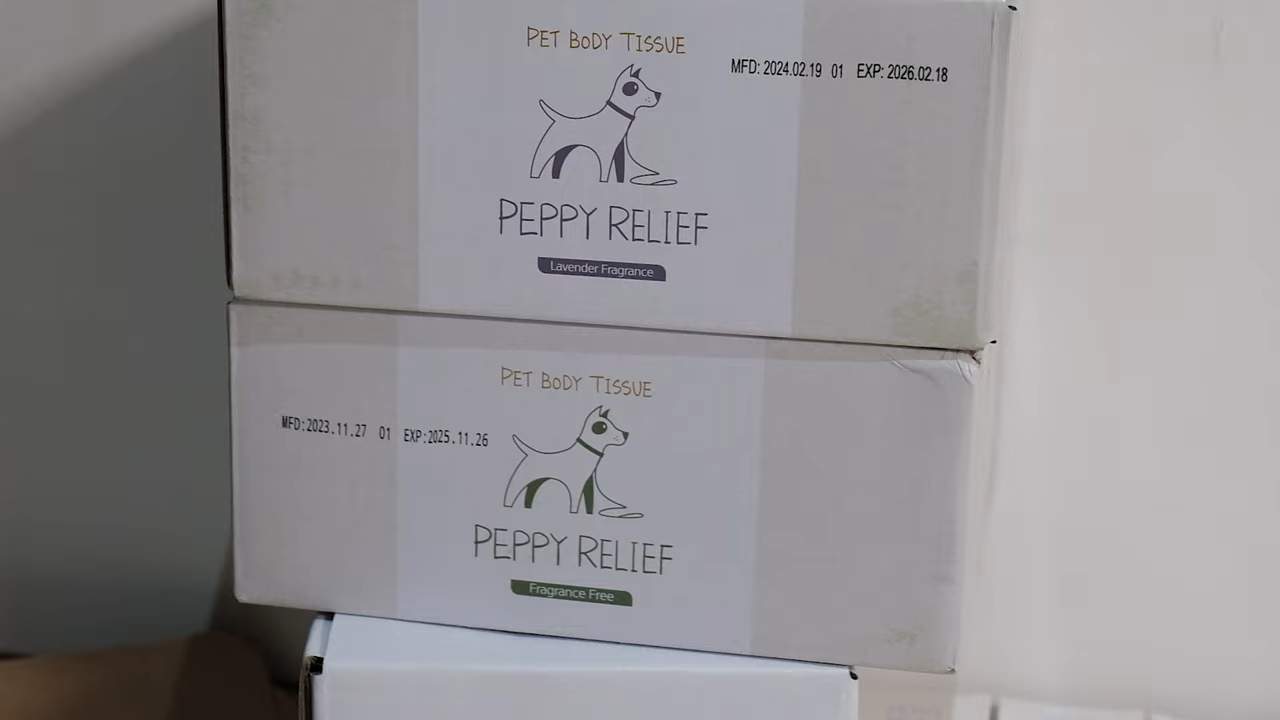 PET BODY TISSUE
MFD: 2024.02.19 01 EXP: 2026.02.18
PEPPY RELIEF
Lavender Fragrance
PET BODY TISSUE
MFD:2023.11.27 01 EXP:2025.11.26
PEPPY RELIEF
Fragrance Free